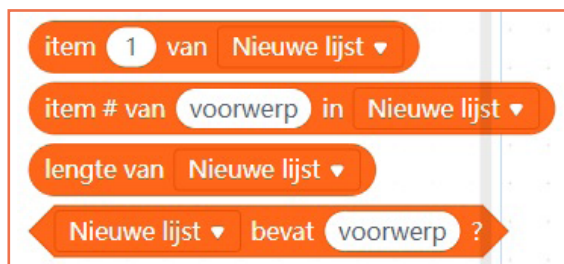 item 1 van Nieuwe lijst
item # van voorwerp in Nieuwe lijst
lengte van Nieuwe lijst
Nieuwe lijst bevat voorwerp ?